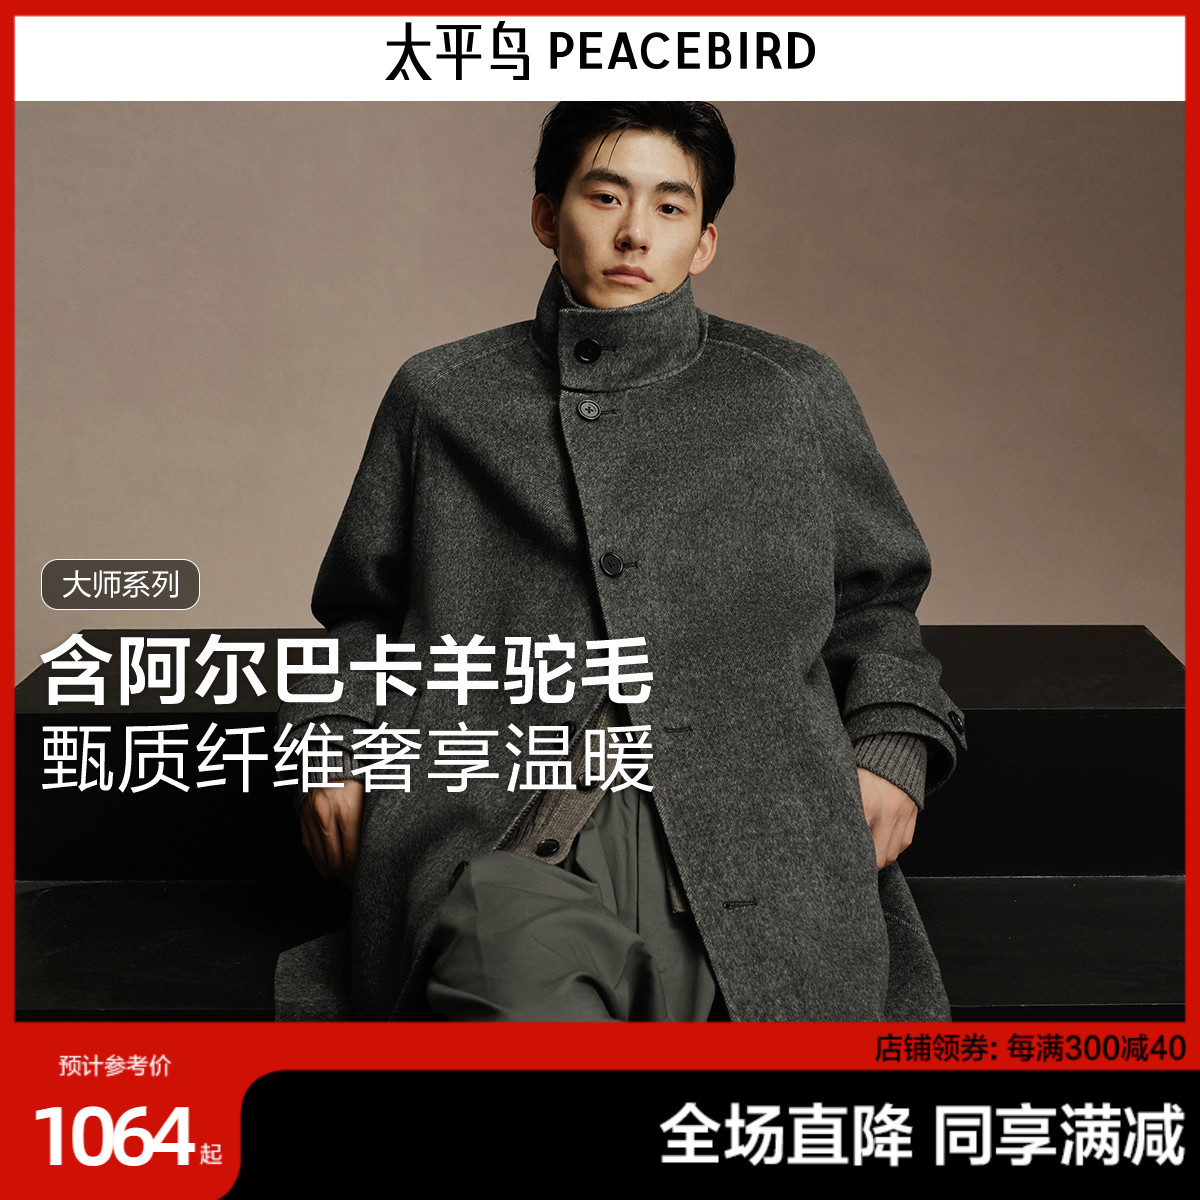 太平鸟 PEACEBIRD
大师系列
含阿尔巴卡羊驼毛
甄质纤维奢享温暖
店铺领券: 每满300减40
预计参考价
1064起
全场直降 同享满减